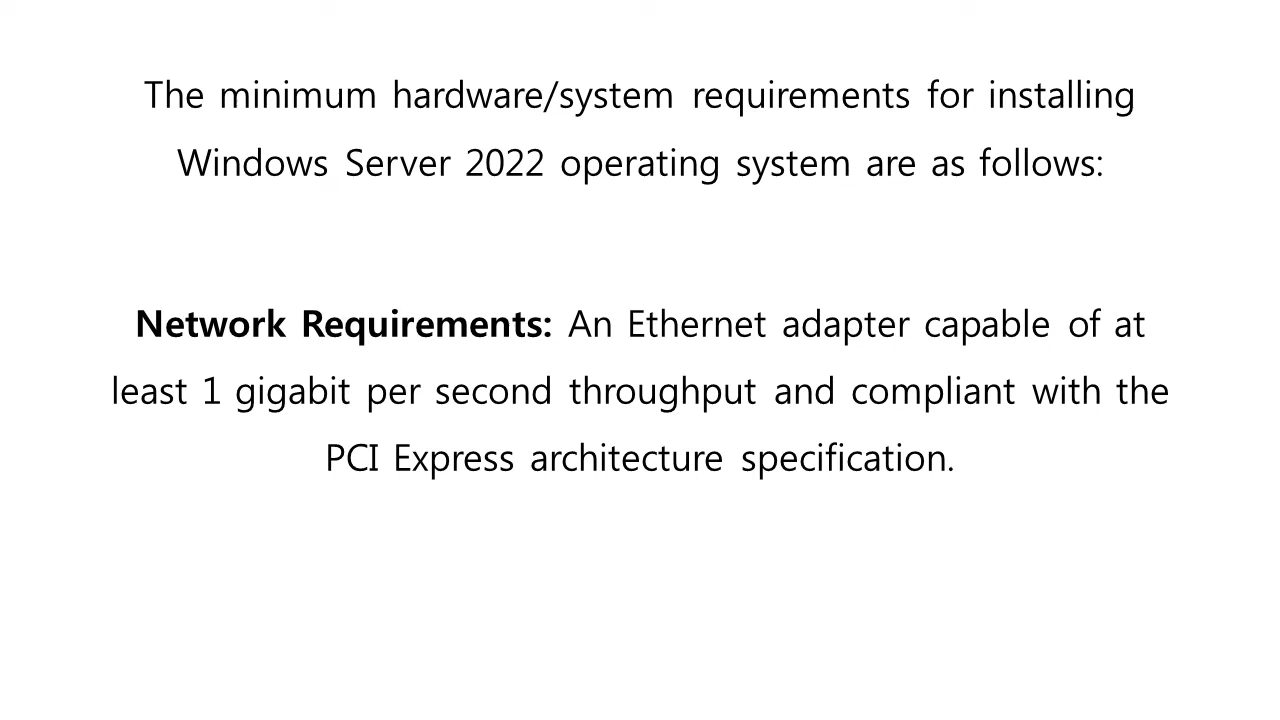 The minimum hardware/system requirements for installing
Windows Server 2022 operating system are as follows:
Network Requirements: An Ethernet adapter capable of at
least 1 gigabit per second throughput and compliant with the
PCI Express architecture specification.